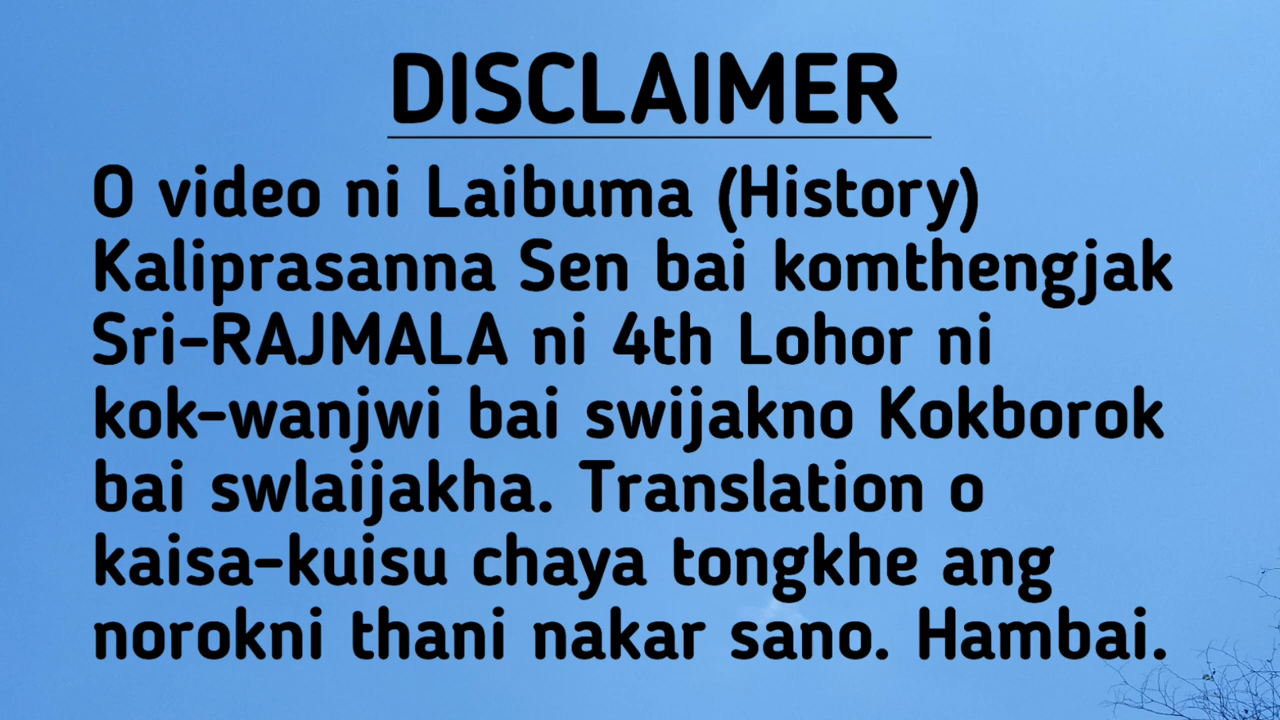 DISCLAIMER
O video ni Laibuma (History)
Kaliprasanna Sen bai komthengjak
Sri-RAJMALA ni 4th Lohor ni
kok-wanjwi bai swijakno Kokborok
bai swlaijakha. Translation o
kaisa-kuisu chaya tongkhe ang
norokni thani nakar sano. Hambai.